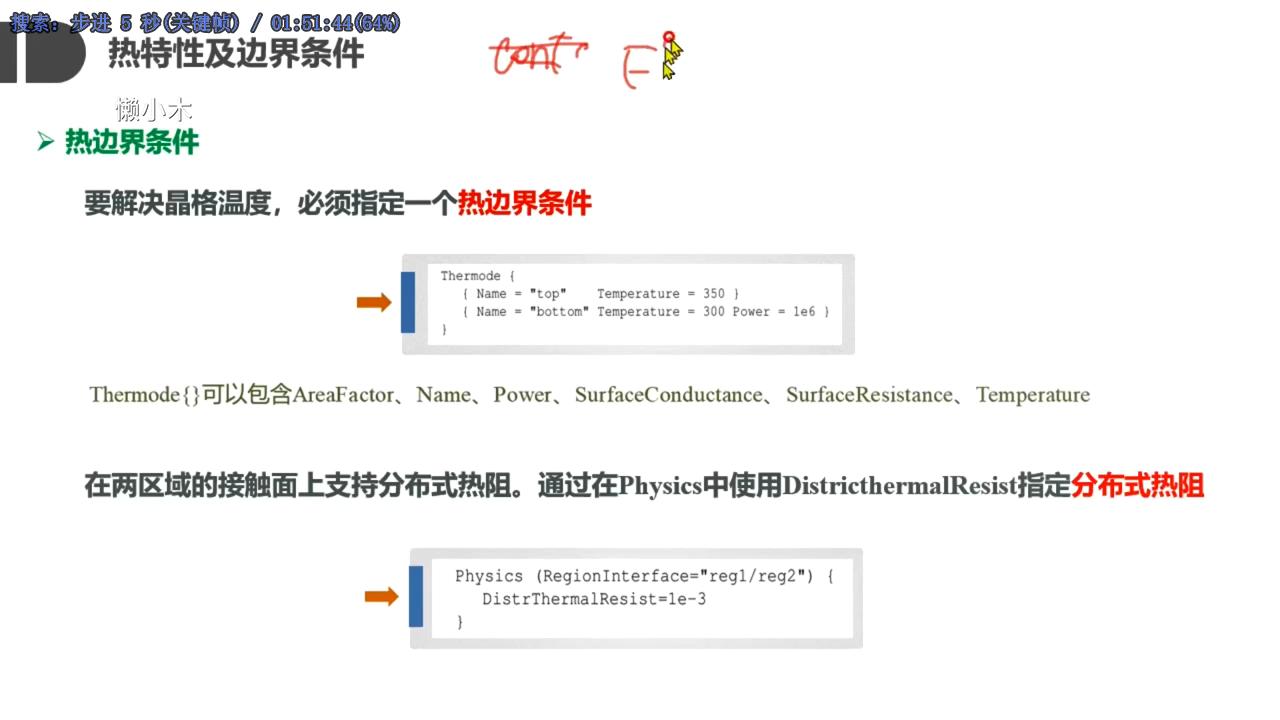 搜索: 步进 5 秒(关键帧) / 01:51:44(64%)
热特性及边界条件
懒小木
热边界条件
要解决晶格温度，必须指定一个热边界条件
Thermode {
{ Name = "top" Temperature = 350 }
{ Name = "bottom" Temperature = 300 Power = 1e6 }
}
Thermode{}可以包含AreaFactor、Name、Power、SurfaceConductance、SurfaceResistance、Temperature
在两区域的接触面上支持分布式热阻。通过在Physics中使用DistricthermalResist指定分布式热阻
Physics (RegionInterface="reg1/reg2") {
DistrThermalResist=1e-3
}